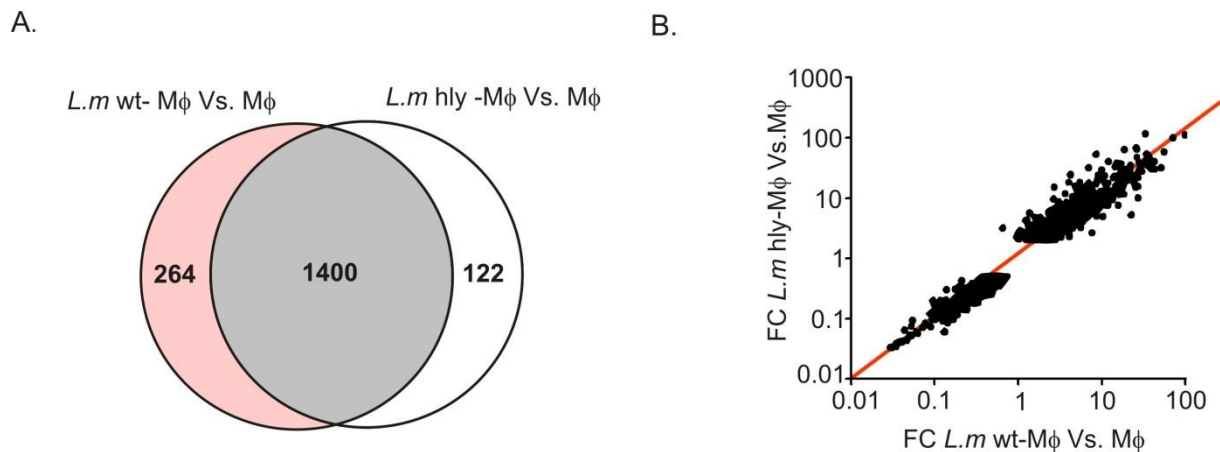 A.
L.m wt- Mϕ Vs. Mϕ
L.m hly -Mϕ Vs. Mϕ
264
1400
122
B.
FC L.m hly-Mϕ Vs.Mϕ
1000
100
10
1
0.1
0.01
0.01
0.1
1
10
100
FC L.m wt-Mϕ Vs. Mϕ